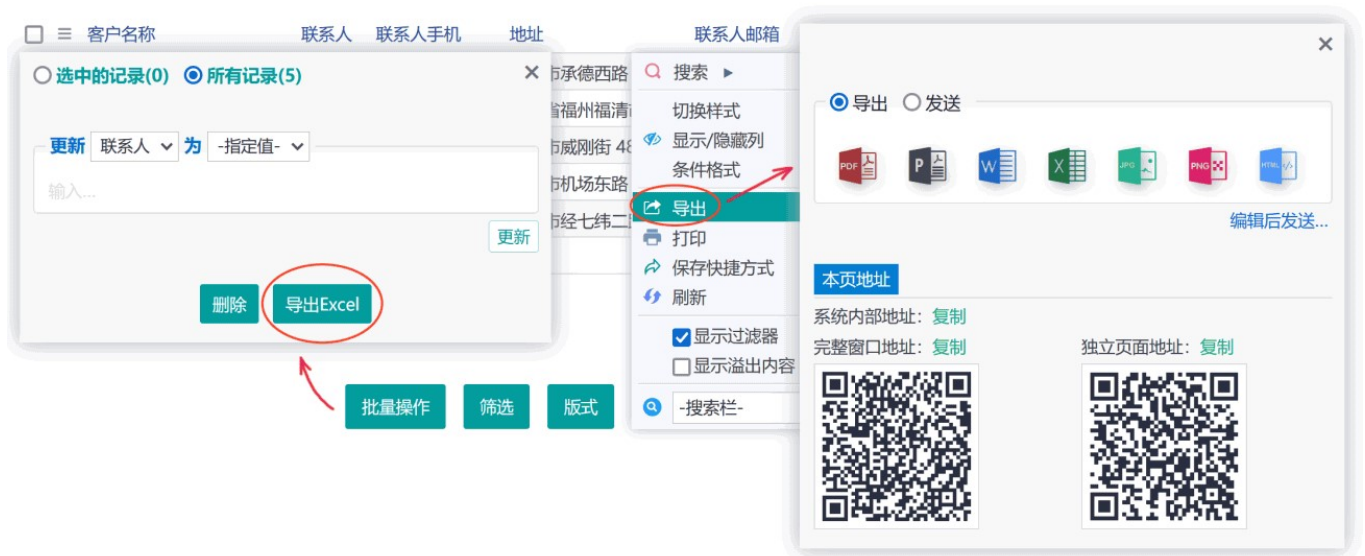 客户名称 联系人 联系人手机 地址 联系人邮箱
选中的记录(0) 所有记录(5)
更新 联系人 为 -指定值-
输入...
更新
删除 导出Excel
批量操作 筛选 版式
市承德西路
省福州福清
市威刚街 48
市机场东路
市经七纬二
搜索
切换样式
显示/隐藏列
条件格式
导出
打印
保存快捷方式
刷新
显示过滤器
显示溢出内容
-搜索栏-
导出 发送
PDF P W X JPG PNG HTML
编辑后发送...
本页地址
系统内部地址：复制
完整窗口地址：复制 独立页面地址：复制